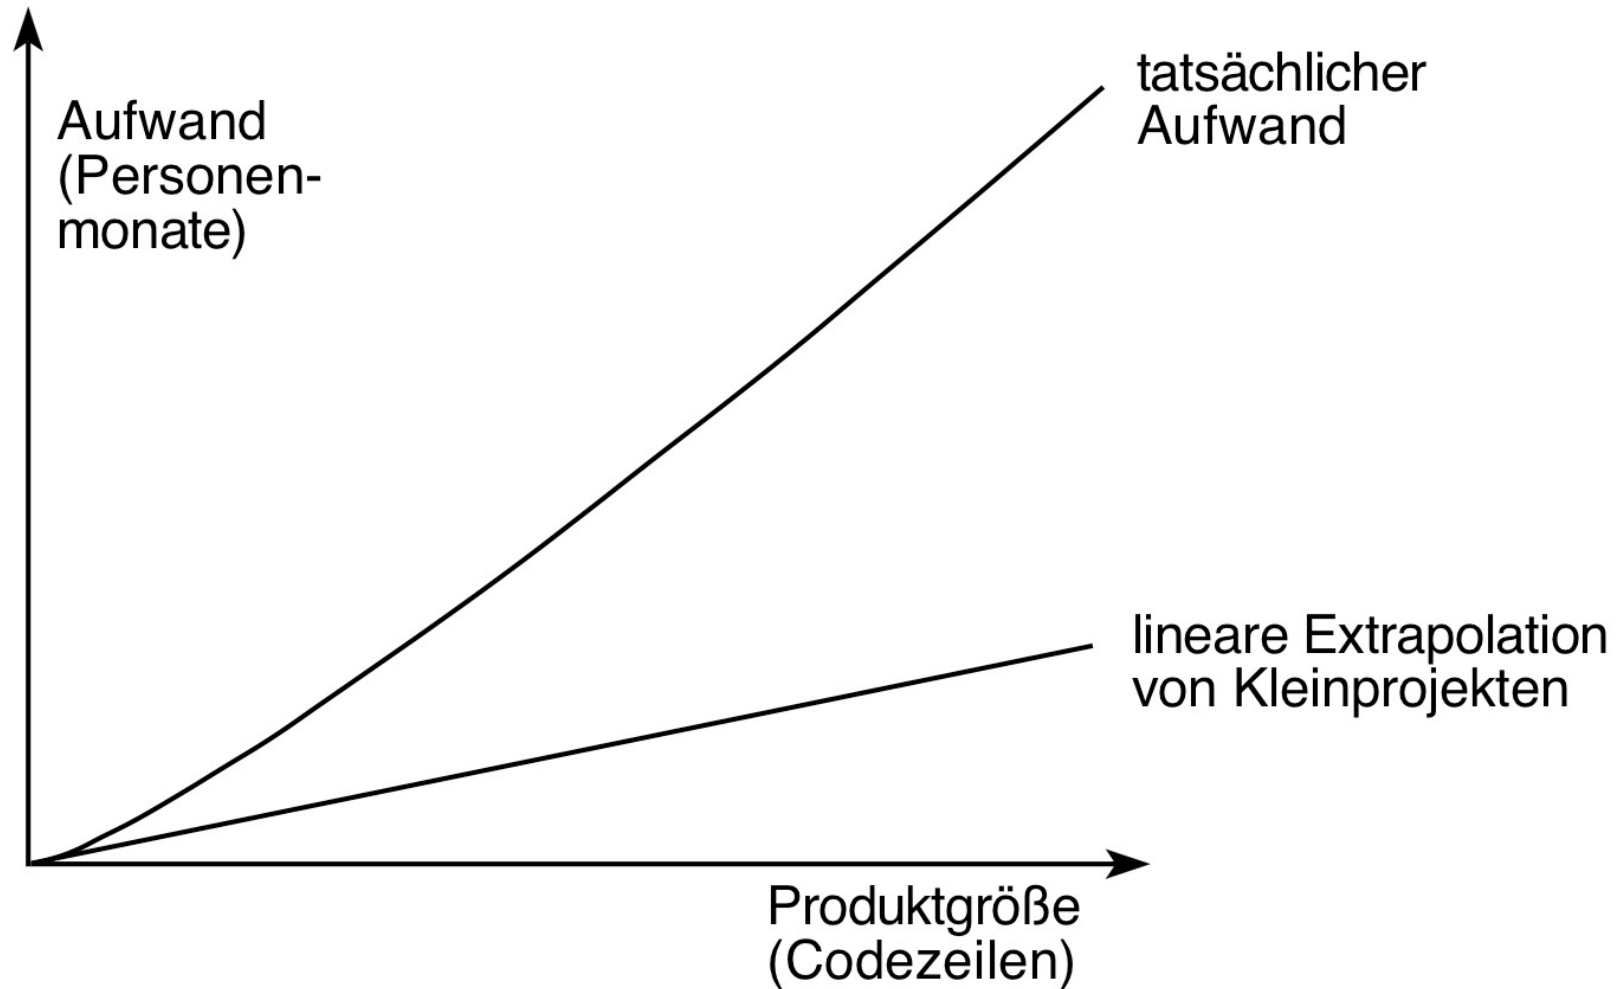 tatsächlicher
Aufwand
Aufwand
(Personen-
monate)
lineare Extrapolation
von Kleinprojekten
Produktgröße
(Codezeilen)